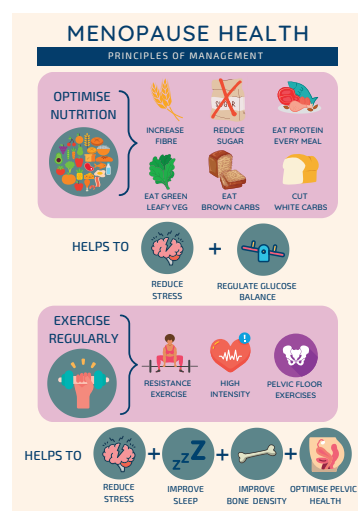 MENOPAUSE HEALTH
PRINCIPLES OF MANAGEMENT
OPTIMISE
NUTRITION
INCREASE
FIBRE
SUGAR
REDUCE
SUGAR
EAT PROTEIN
EVERY MEAL
EAT GREEN
LEAFY VEG
EAT
BROWN CARBS
CUT
WHITE CARBS
HELPS TO
+
REDUCE
STRESS
REGULATE GLUCOSE
BALANCE
EXERCISE
REGULARLY
!
RESISTANCE
EXERCISE
HIGH
INTENSITY
PELVIC FLOOR
EXERCISES
HELPS TO
+ zzZ + +
REDUCE
STRESS
IMPROVE
SLEEP
IMPROVE
BONE DENSITY
OPTIMISE PELVIC
HEALTH